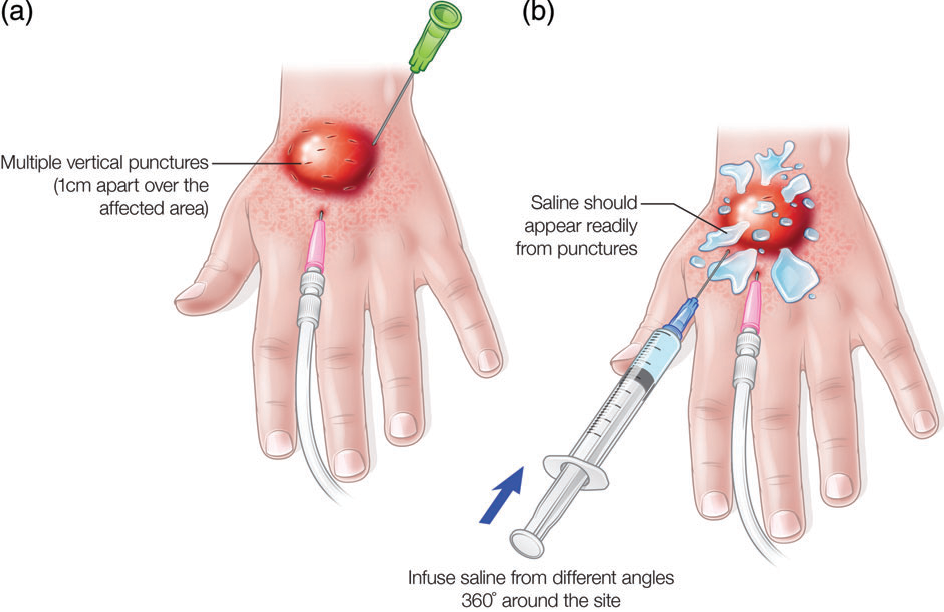 (a)
Multiple vertical punctures
(1cm apart over the
affected area)
(b)
Saline should
appear readily
from punctures
Infuse saline from different angles
360° around the site